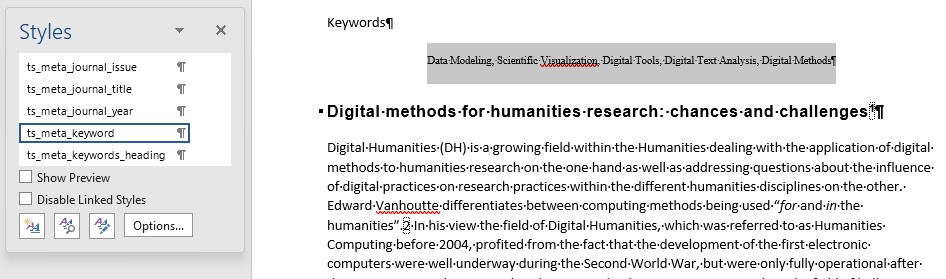 Styles
ts_meta_journal_issue ¶
ts_meta_journal_title ¶
ts_meta_journal_year ¶
ts_meta_keyword ¶
ts_meta_keywords_heading ¶
Show Preview
Disable Linked Styles
Options...
Keywords¶
Data·Modeling,·Scientific·Visualization,·Digital·Tools,·Digital·Text·Analysis,·Digital·Methods¶
Digital·methods·for·humanities·research:·chances·and·challenges¶
Digital·Humanities·(DH)·is·a·growing·field·within·the·Humanities·dealing·with·the·application·of·digital·
methods·to·humanities·research·on·the·one·hand·as·well·as·addressing·questions·about·the·influence·
of·digital·practices·on·research·practices·within·the·different·humanities·disciplines·on·the·other.·
Edward·Vanhoutte·differentiates·between·computing·methods·being·used·“for·and·in·the·
humanities”.2·In·his·view·the·field·of·Digital·Humanities,·which·was·referred·to·as·Humanities·
Computing·before·2004,·profited·from·the·fact·that·the·development·of·the·first·electronic·
computers·were·well·underway·during·the·Second·World·War,·but·were·only·fully·operational·after·